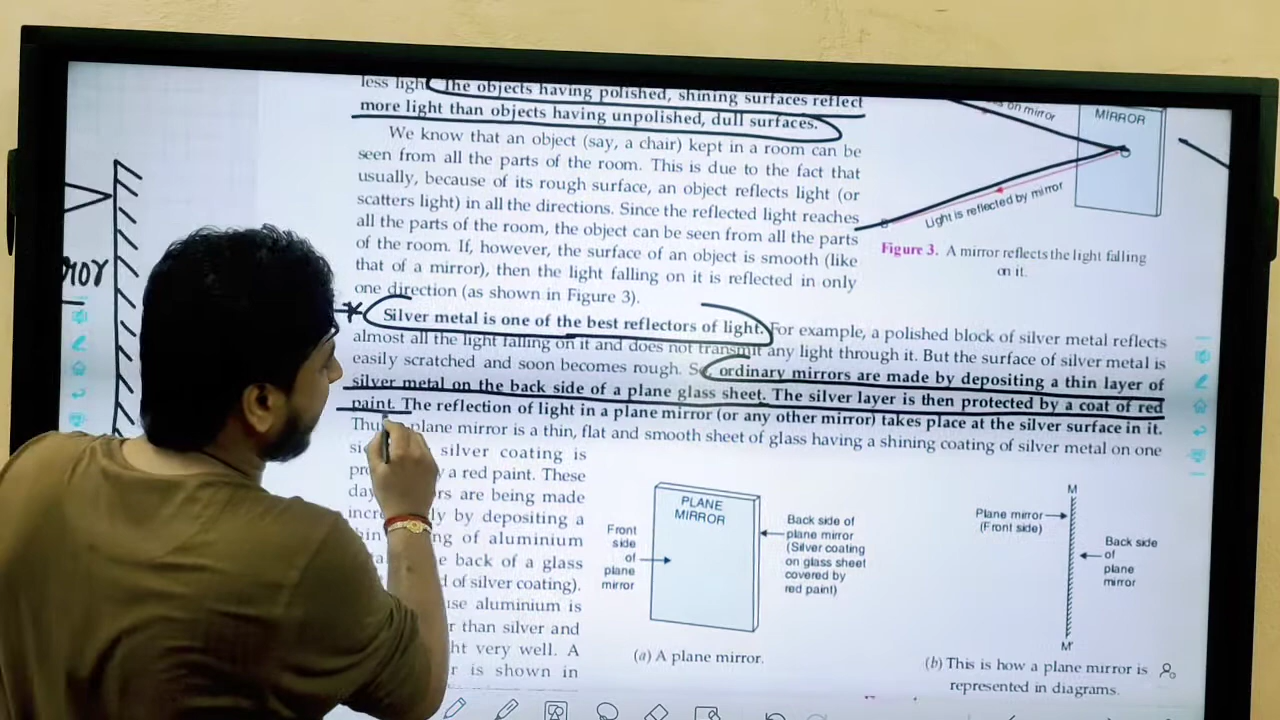 less light The objects having polished, shining surfaces reflect
more light than objects having unpolished, dull surfaces.
We know that an object (say, a chair) kept in a room can be
seen from all the parts of the room. This is due to the fact that
usually, because of its rough surface, an object reflects light (or
scatters light) in all the directions. Since the reflected light reaches
all the parts of the room, the object can be seen from all the parts
of the room. If, however, the surface of an object is smooth (like
that of a mirror), then the light falling on it is reflected in only
one direction (as shown in Figure 3).
on mirror
MIRROR
Light is reflected by mirror
Figure 3. A mirror reflects the light falling
on it.
Silver metal is one of the best reflectors of light. For example, a polished block of silver metal reflects
almost all the light falling on it and does not transmit any light through it. But the surface of silver metal is
easily scratched and soon becomes rough. So ordinary mirrors are made by depositing a thin layer of
silver metal on the back side of a plane glass sheet. The silver layer is then protected by a coat of red
paint. The reflection of light in a plane mirror (or any other mirror) takes place at the silver surface in it.
plane mirror is a thin, flat and smooth sheet of glass having a shining coating of silver metal on one
silver coating is
a red paint. These
are being made
by depositing a
of aluminium
back of a glass
of silver coating).
aluminium is
than silver and
very well. A
is shown in
PLANE
MIRROR
Front
side
of
plane
mirror
Back side of
plane mirror
(Silver coating
on glass sheet
covered by
red paint)
(a) A plane mirror.
M
Plane mirror
(Front side)
Back side
of
plane
mirror
M'
(b) This is how a plane mirror is
represented in diagrams.